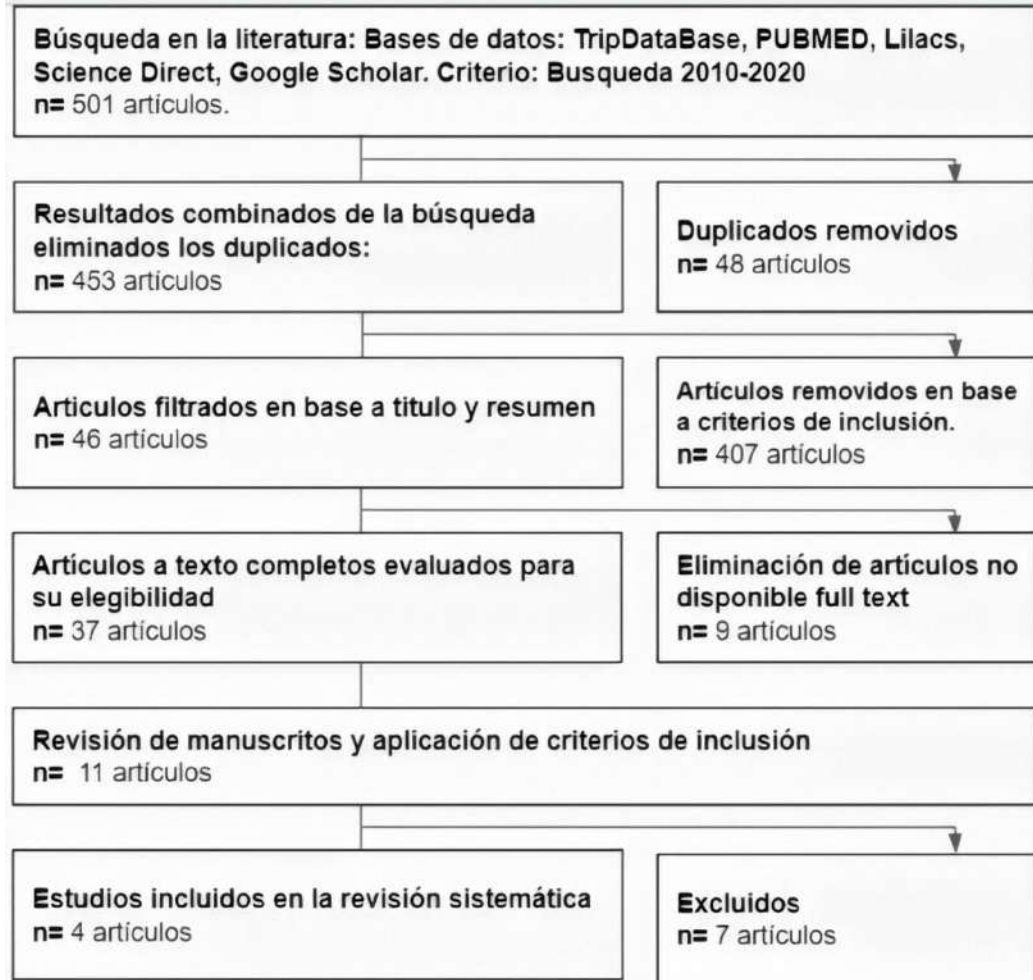 Búsqueda en la literatura: Bases de datos: TripDataBase, PUBMED, Lilacs,
Science Direct, Google Scholar. Criterio: Busqueda 2010-2020
n= 501 artículos.
Resultados combinados de la búsqueda
eliminados los duplicados:
n= 453 artículos
Duplicados removidos
n= 48 artículos
Articulos filtrados en base a titulo y resumen
n= 46 artículos
Artículos removidos en base
a criterios de inclusión.
n= 407 artículos
Artículos a texto completos evaluados para
su elegibilidad
n= 37 artículos
Eliminación de artículos no
disponible full text
n= 9 artículos
Revisión de manuscritos y aplicación de criterios de inclusión
n= 11 artículos
Estudios incluidos en la revisión sistemática
n= 4 artículos
Excluidos
n= 7 artículos